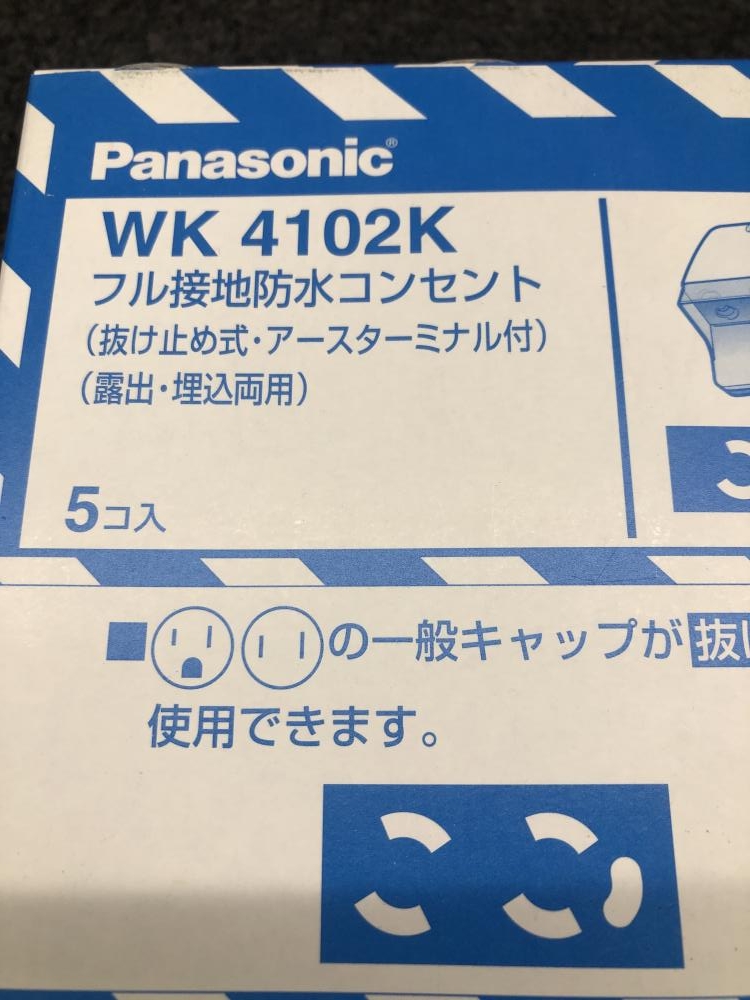 Panasonic®
WK 4102K
フル接地防水コンセント
（抜け止め式・アースターミナル付）
（露出・埋込両用）
5コ入
■の一般キャップが抜け
使用できます。